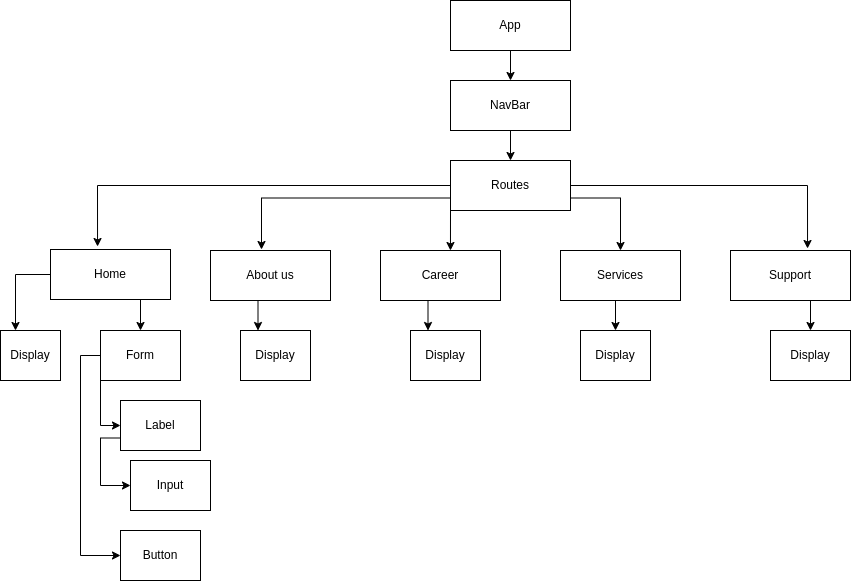 App
NavBar
Routes
Home
About us
Career
Services
Support
Display
Form
Display
Display
Display
Display
Label
Input
Button